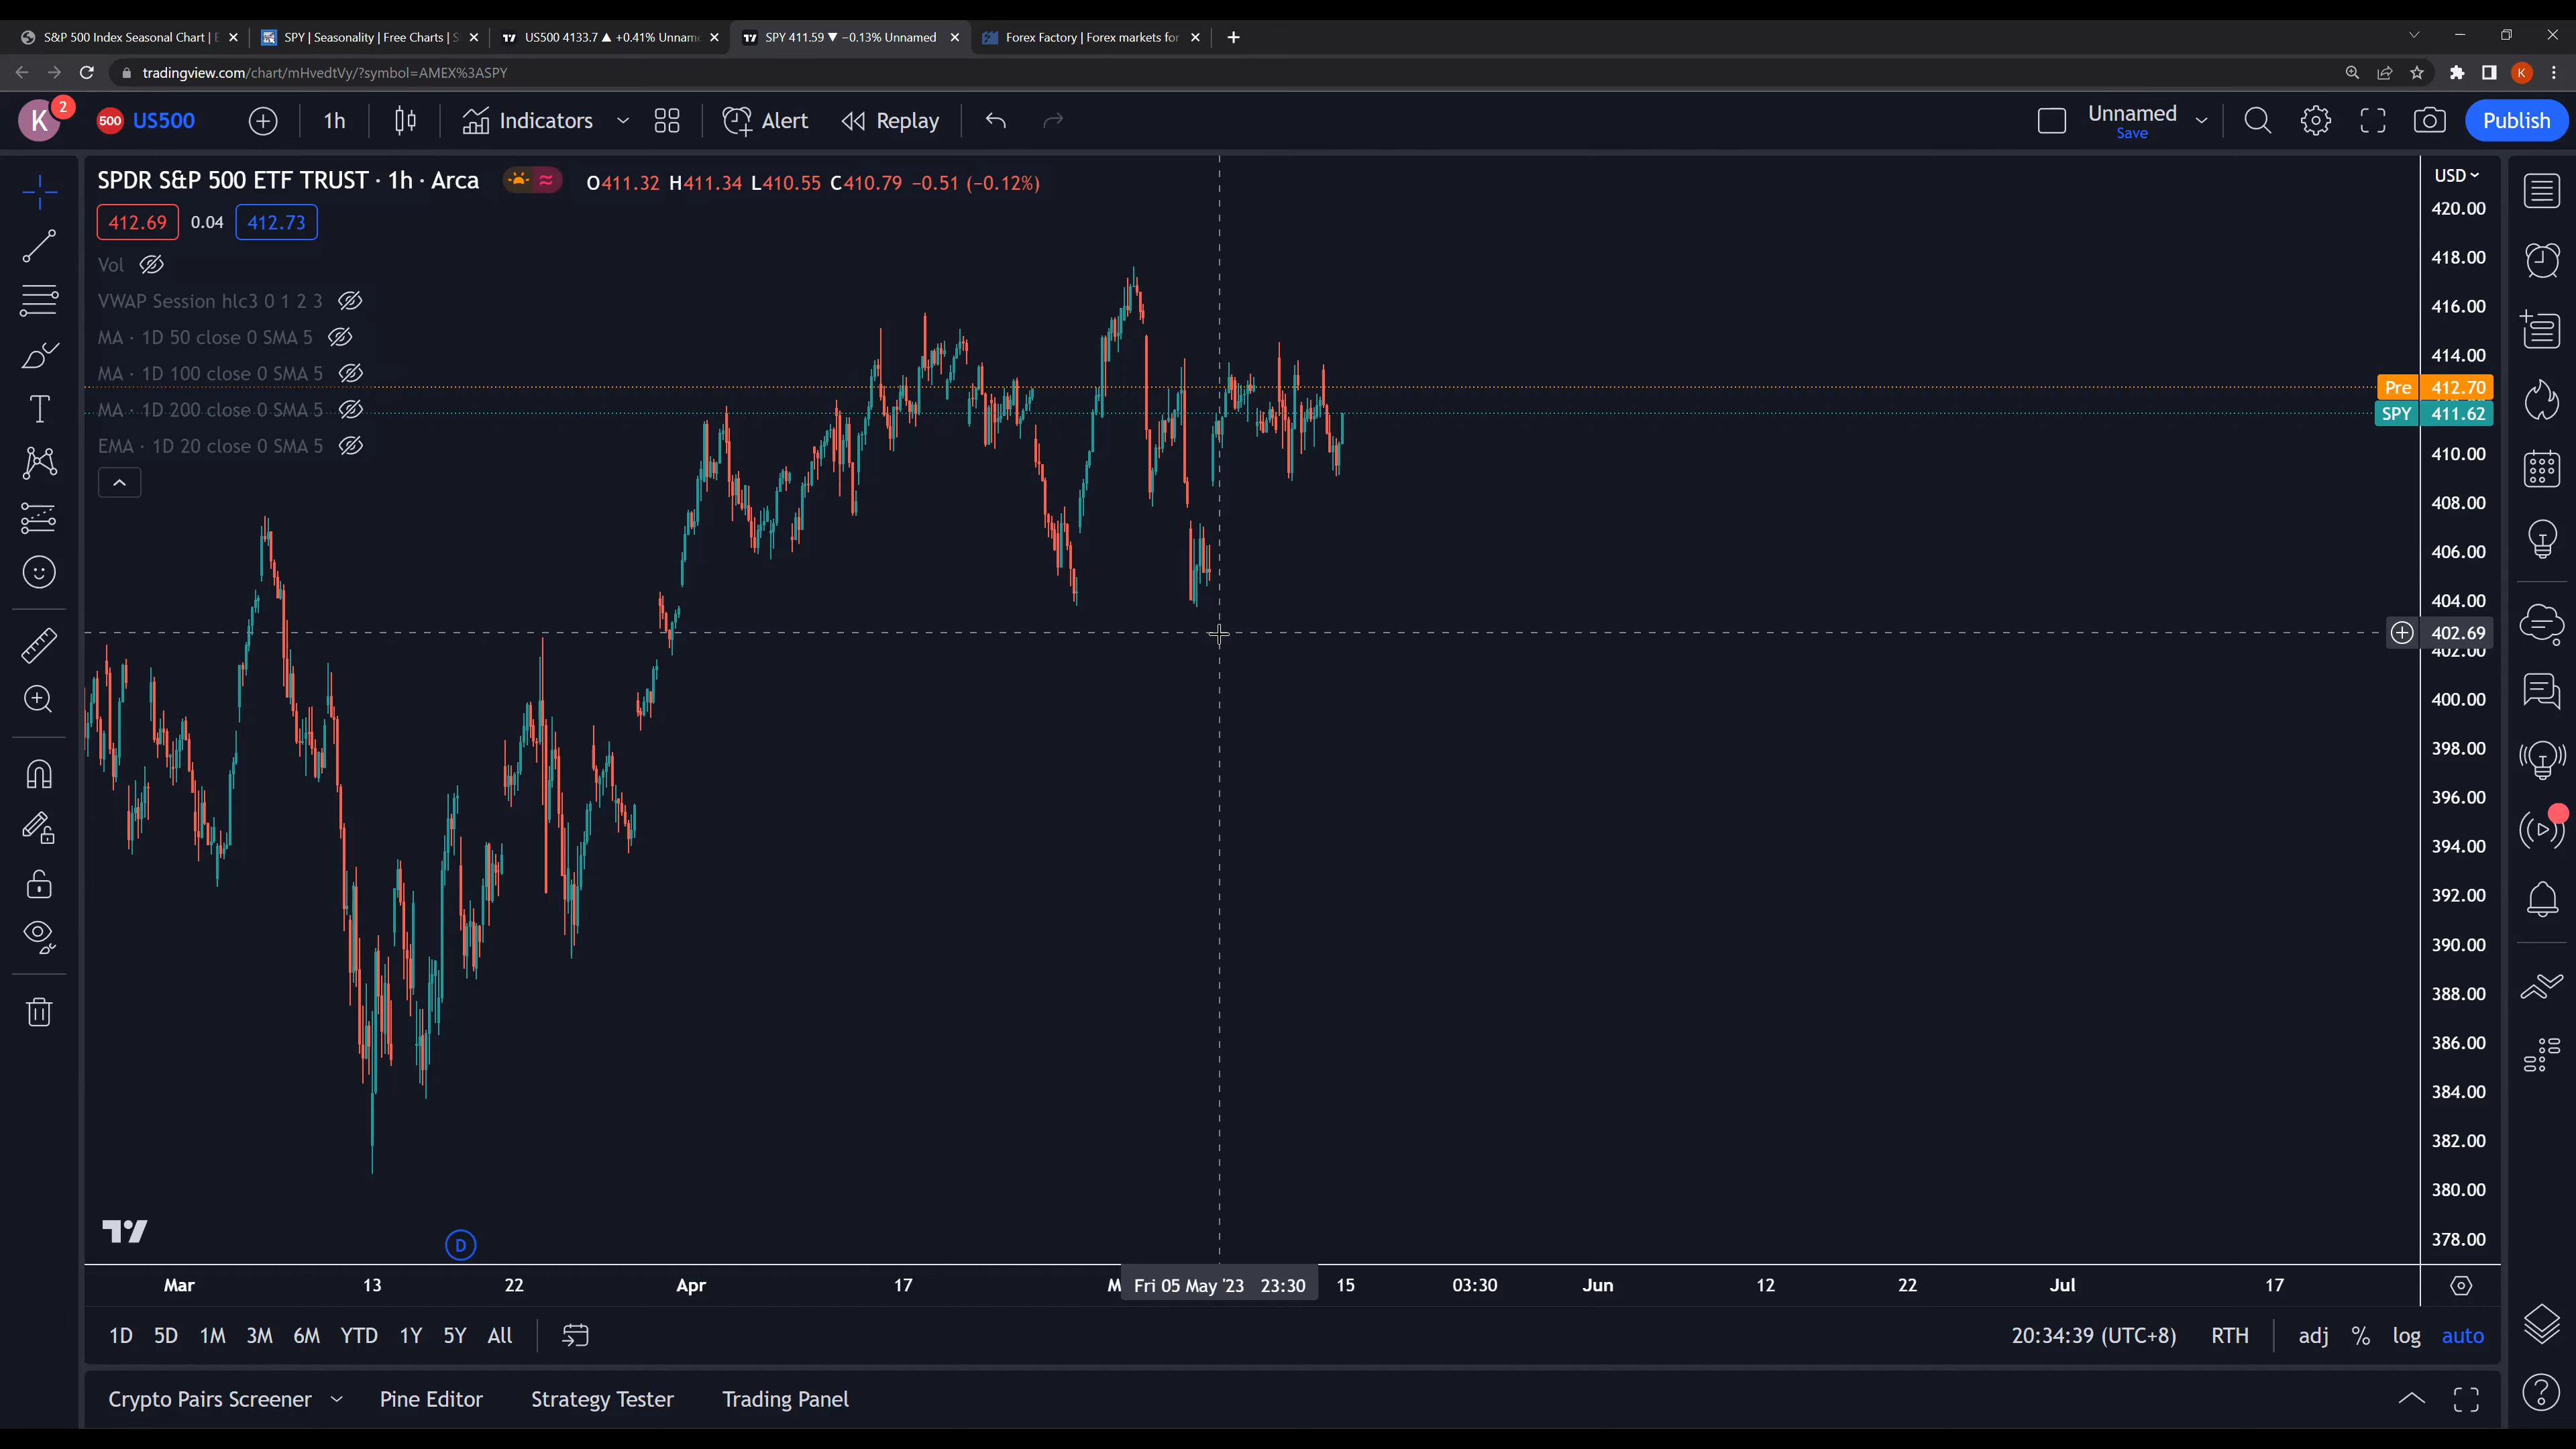 S&P 500 Index Seasonal Chart | E
SPY | Seasonality | Free Charts | S
US500 4133.7 ▲ +0.41% Unnam
SPY 411.59 ▼ −0.13% Unnamed
Forex Factory | Forex markets for
tradingview.com/chart/mHvedtVy/?symbol=AMEX%3ASPY
K
K 2
500 US500
1h
Indicators
Alert
Replay
Unnamed
Save
Publish
SPDR S&P 500 ETF TRUST · 1h · Arca
O411.32 H411.34 L410.55 C410.79 −0.51 (−0.12%)
USD
412.69 0.04 412.73
Vol
VWAP Session hlc3 0 1 2 3
MA · 1D 50 close 0 SMA 5
MA · 1D 100 close 0 SMA 5
MA · 1D 200 close 0 SMA 5
EMA · 1D 20 close 0 SMA 5
420.00
418.00
416.00
414.00
Pre 412.70
SPY 411.62
410.00
408.00
406.00
404.00
402.69
402.00
400.00
398.00
396.00
394.00
392.00
390.00
388.00
386.00
384.00
382.00
380.00
378.00
D
Mar 13 22 Apr 17 M Fri 05 May '23 23:30 15 03:30 Jun 12 22 Jul 17
1D 5D 1M 3M 6M YTD 1Y 5Y All
20:34:39 (UTC+8) RTH adj % log auto
Crypto Pairs Screener Pine Editor Strategy Tester Trading Panel